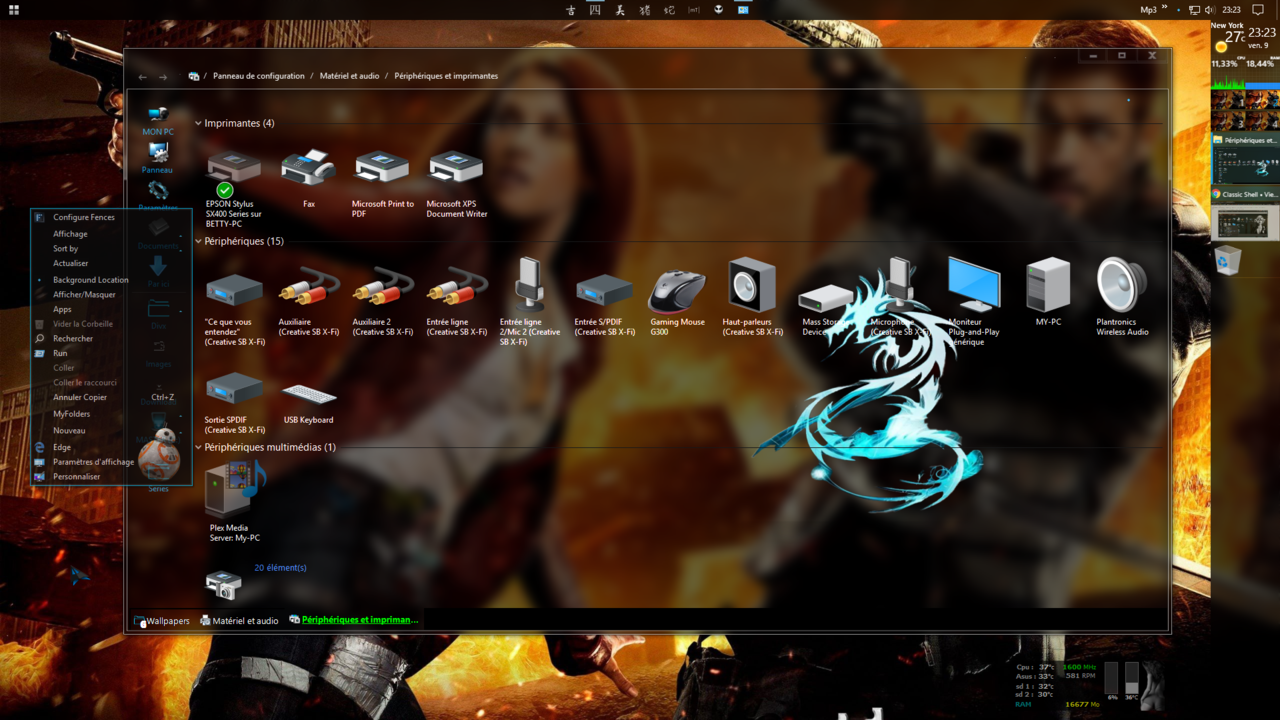 Mp3 » 23:23
New York
27c 23:23
ven. 9
CPU RAM
11,33% 18,44%
Périphériques et...
Classic Shell • Vie...
/ Panneau de configuration / Matériel et audio / Périphériques et imprimantes
MON PC
Panneau
Paramètres
Documents
Images
Séries
Imprimantes (4)
EPSON Stylus
SX400 Series sur
BETTY-PC
Fax
Microsoft Print to
PDF
Microsoft XPS
Document Writer
Périphériques (15)
"Ce que vous
entendez"
(Creative SB X-Fi)
Auxiliaire
(Creative SB X-Fi)
Auxiliaire 2
(Creative SB X-Fi)
Entrée ligne
(Creative SB X-Fi)
Entrée ligne
2/Mic 2 (Creative
SB X-Fi)
Entrée S/PDIF
(Creative SB X-Fi)
Gaming Mouse
G300
Haut-parleurs
(Creative SB X-Fi)
Mass Storage
Device
Microphone
(Creative SB X-Fi)
Moniteur
Plug-and-Play
générique
MY-PC
Plantronics
Wireless Audio
Sortie SPDIF
(Creative SB X-Fi)
USB Keyboard
Périphériques multimédias (1)
Plex Media
Server: My-PC
20 élément(s)
Wallpapers
Matériel et audio
Périphériques et impriman...
Configure Fences
Affichage
Sort by
Actualiser
Background Location
Afficher/Masquer
Apps
Vider la Corbeille
Rechercher
Run
Coller
Coller le raccourci
Annuler Copier Ctrl+Z
MyFolders
Nouveau
Edge
Paramètres d'affichage
Personnaliser
Cpu : 37°c 1600 MHz
Asus : 33°c 581 RPM
sd 1 : 32°c
sd 2 : 30°c
6% 36°C
RAM 16677 Mo